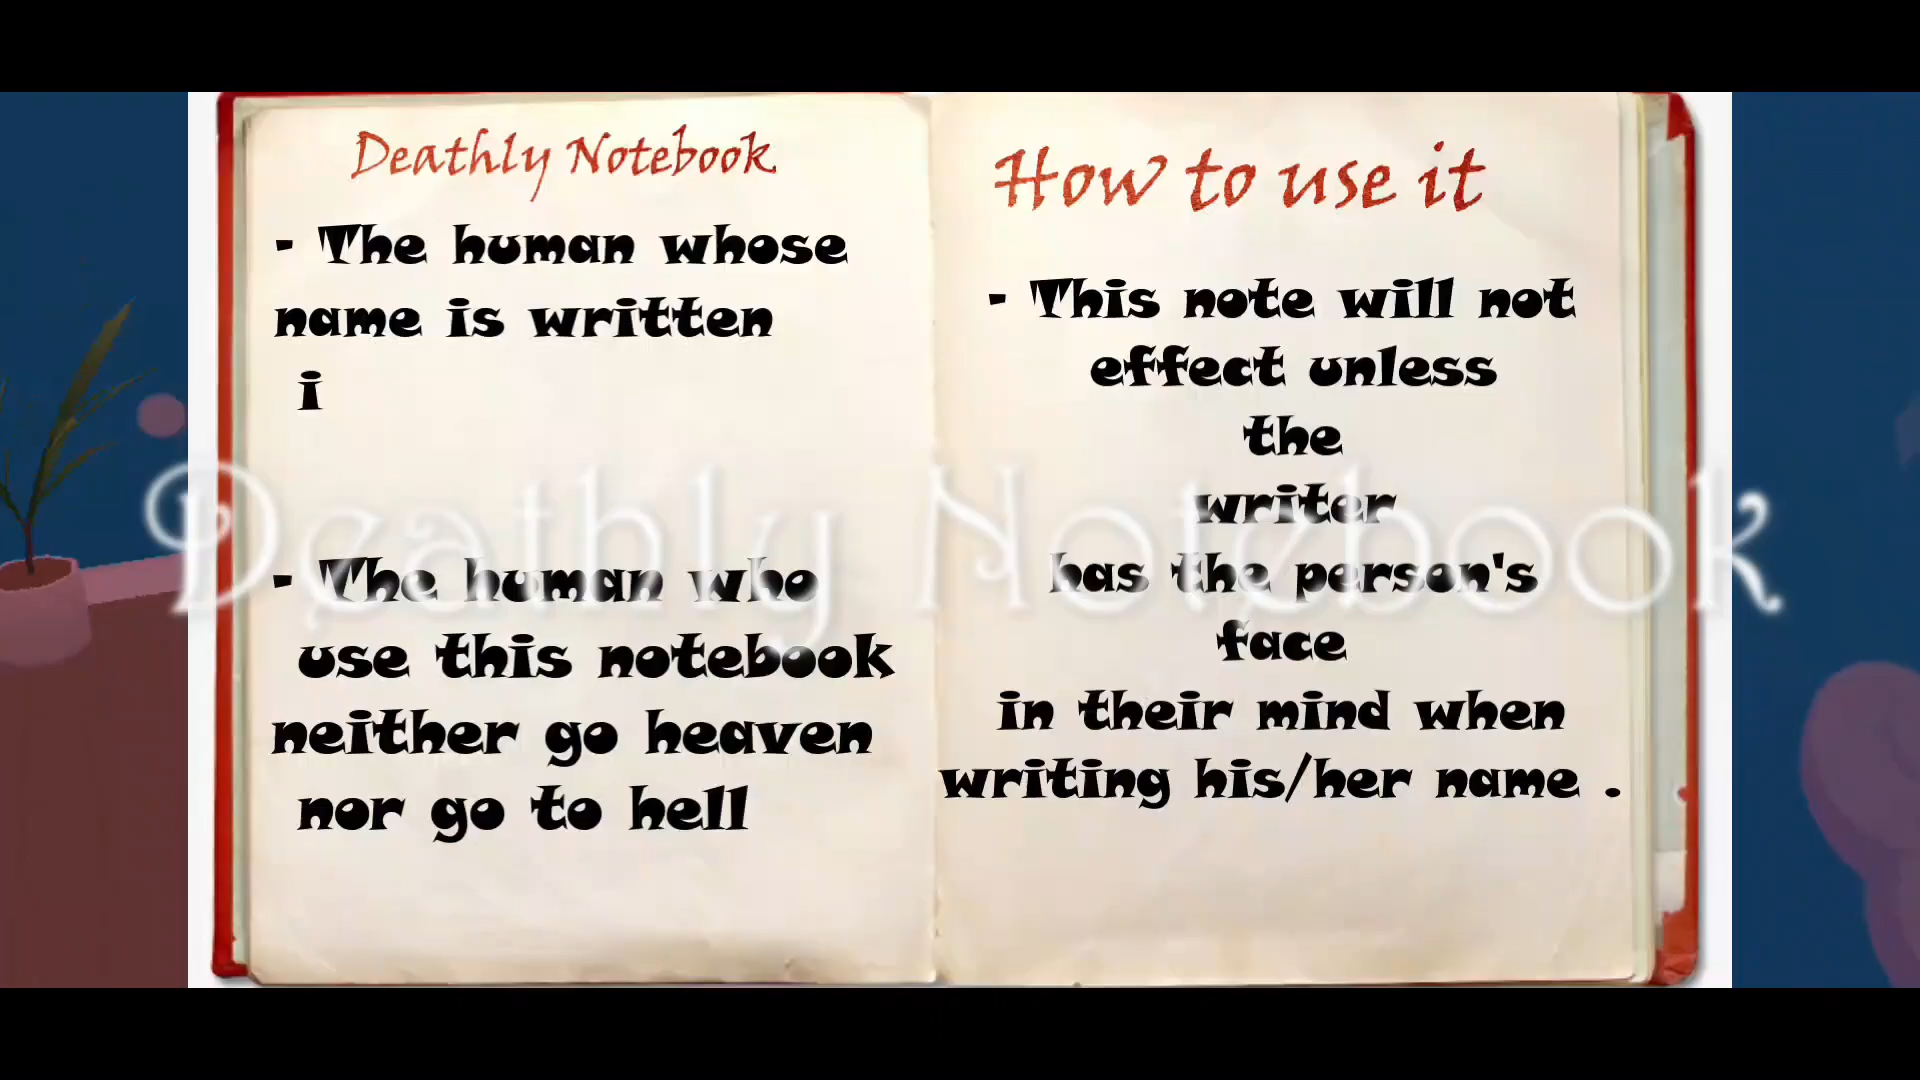 Deathly Notebook
- The human whose
name is written
i
- The human who
use this notebook
neither go heaven
nor go to hell
How to use it
- This note will not
effect unless
the
writer
has the person's
face
in their mind when
writing his/her name .
Deathly Notebook